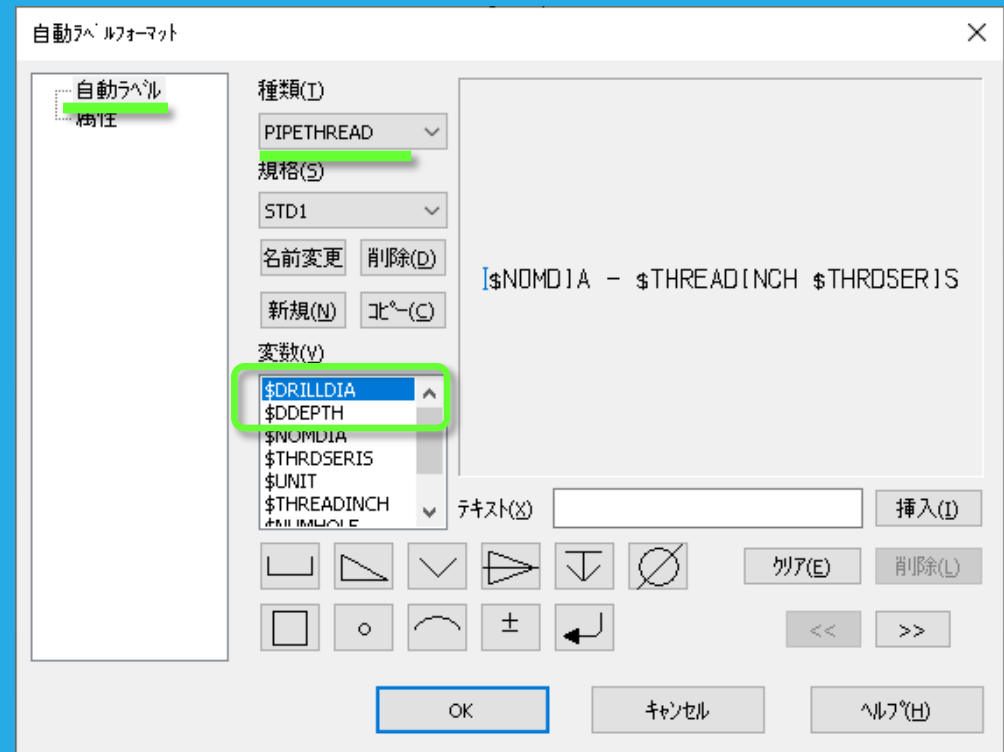 自動ﾗﾍﾞﾙﾌｫｰﾏｯﾄ
自動ﾗﾍﾞﾙ
属性
種類(T)
PIPETHREAD
規格(S)
STD1
名前変更
削除(D)
新規(N)
ｺﾋﾟｰ(C)
変数(V)
$DRILLDIA
$DDEPTH
$NOMDIA
$THRDSERIS
$UNIT
$THREADINCH
$NUMHOLE
$NOMDIA - $THREADINCH $THRDSERIS
ﾃｷｽﾄ(X)
挿入(I)
ｸﾘｱ(E)
削除(L)
±
<<
>>
OK
ｷｬﾝｾﾙ
ﾍﾙﾌﾟ(H)